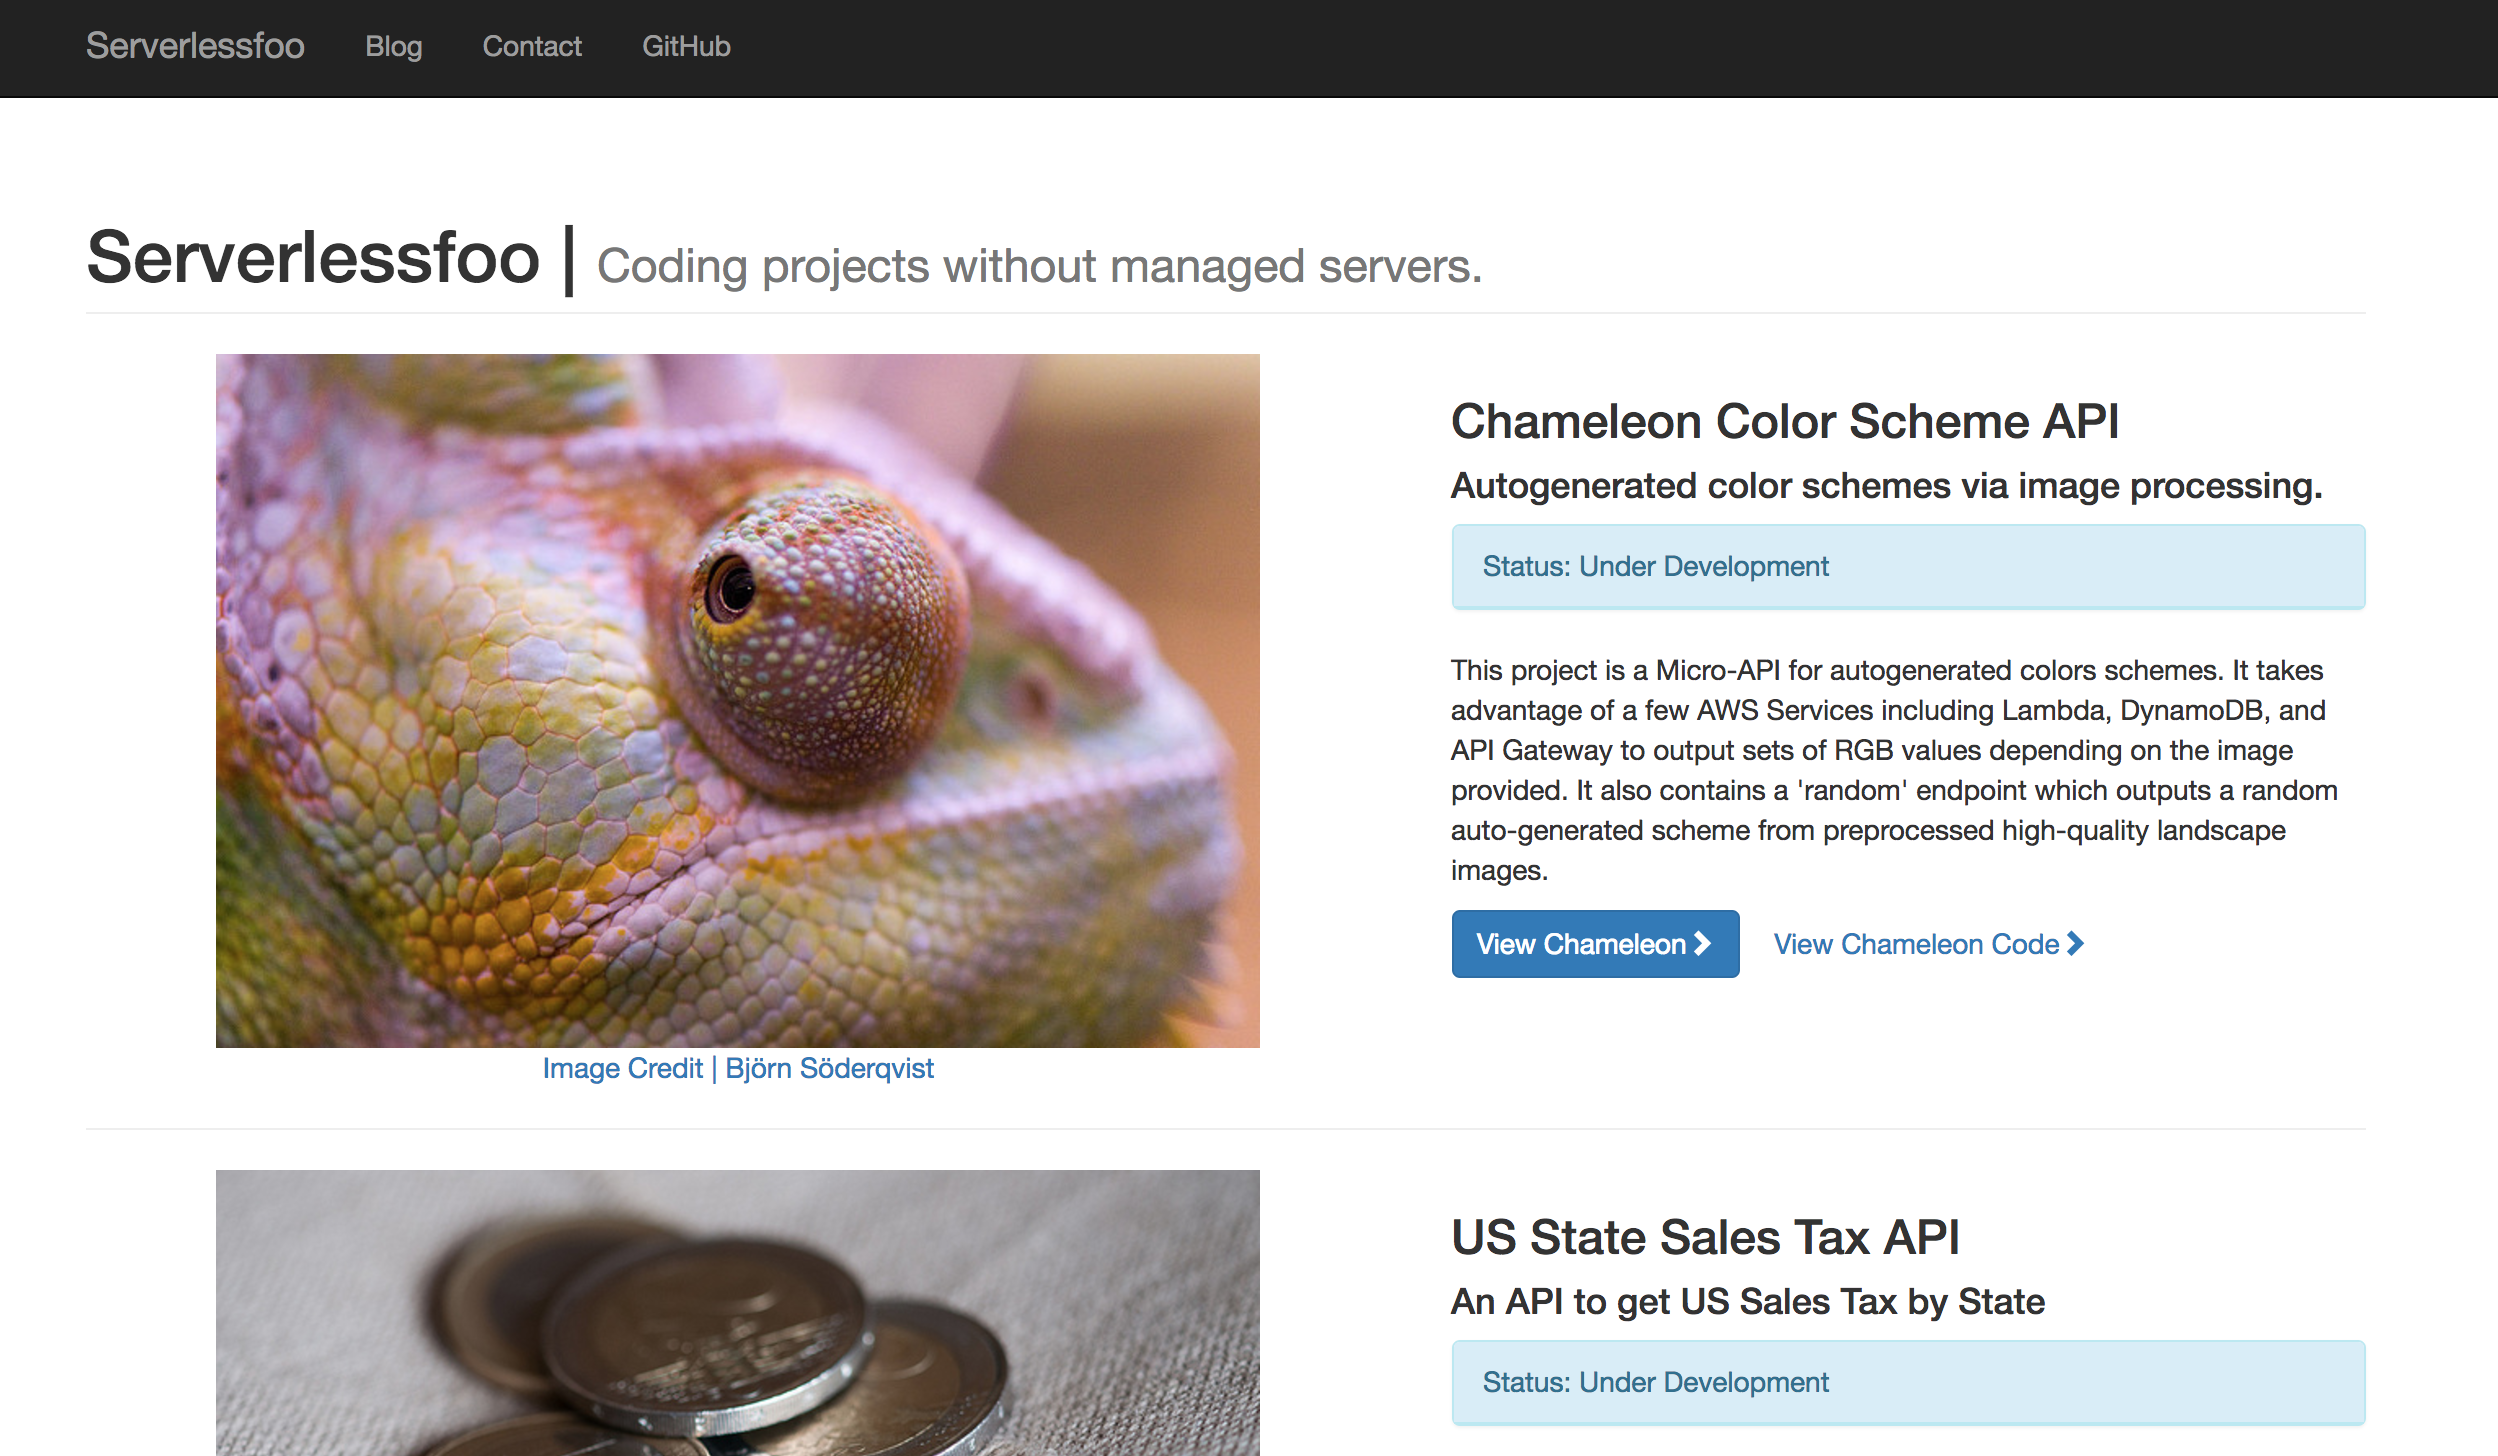 Serverlessfoo Blog Contact GitHub
Serverlessfoo | Coding projects without managed servers.
Chameleon Color Scheme API
Autogenerated color schemes via image processing.
Status: Under Development
This project is a Micro-API for autogenerated colors schemes. It takes
advantage of a few AWS Services including Lambda, DynamoDB, and
API Gateway to output sets of RGB values depending on the image
provided. It also contains a 'random' endpoint which outputs a random
auto-generated scheme from preprocessed high-quality landscape
images.
View Chameleon
View Chameleon Code
Image Credit | Björn Söderqvist
US State Sales Tax API
An API to get US Sales Tax by State
Status: Under Development